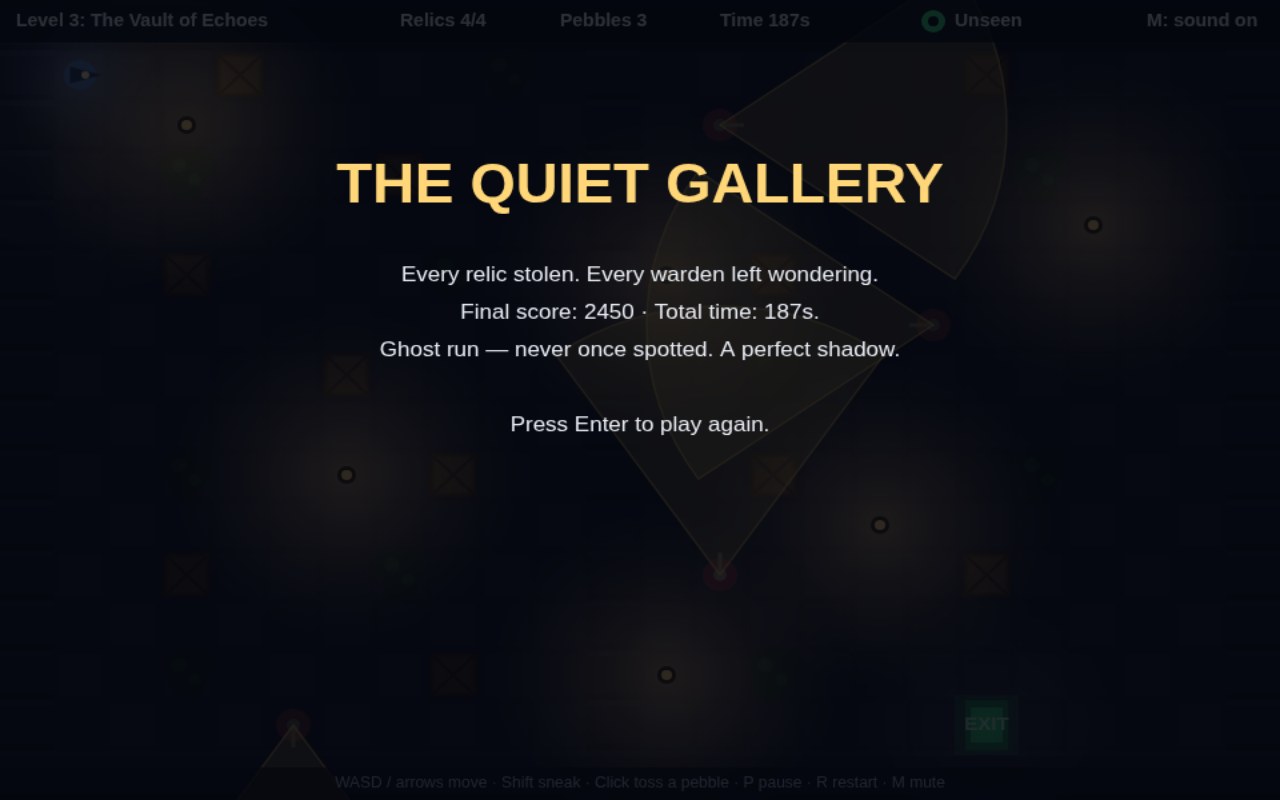 Level 3: The Vault of Echoes Relics 4/4 Pebbles 3 Time 187s Unseen M: sound on
THE QUIET GALLERY
Every relic stolen. Every warden left wondering.
Final score: 2450 · Total time: 187s.
Ghost run — never once spotted. A perfect shadow.
Press Enter to play again.
EXIT
WASD / arrows move · Shift sneak · Click toss a pebble · P pause · R restart · M mute